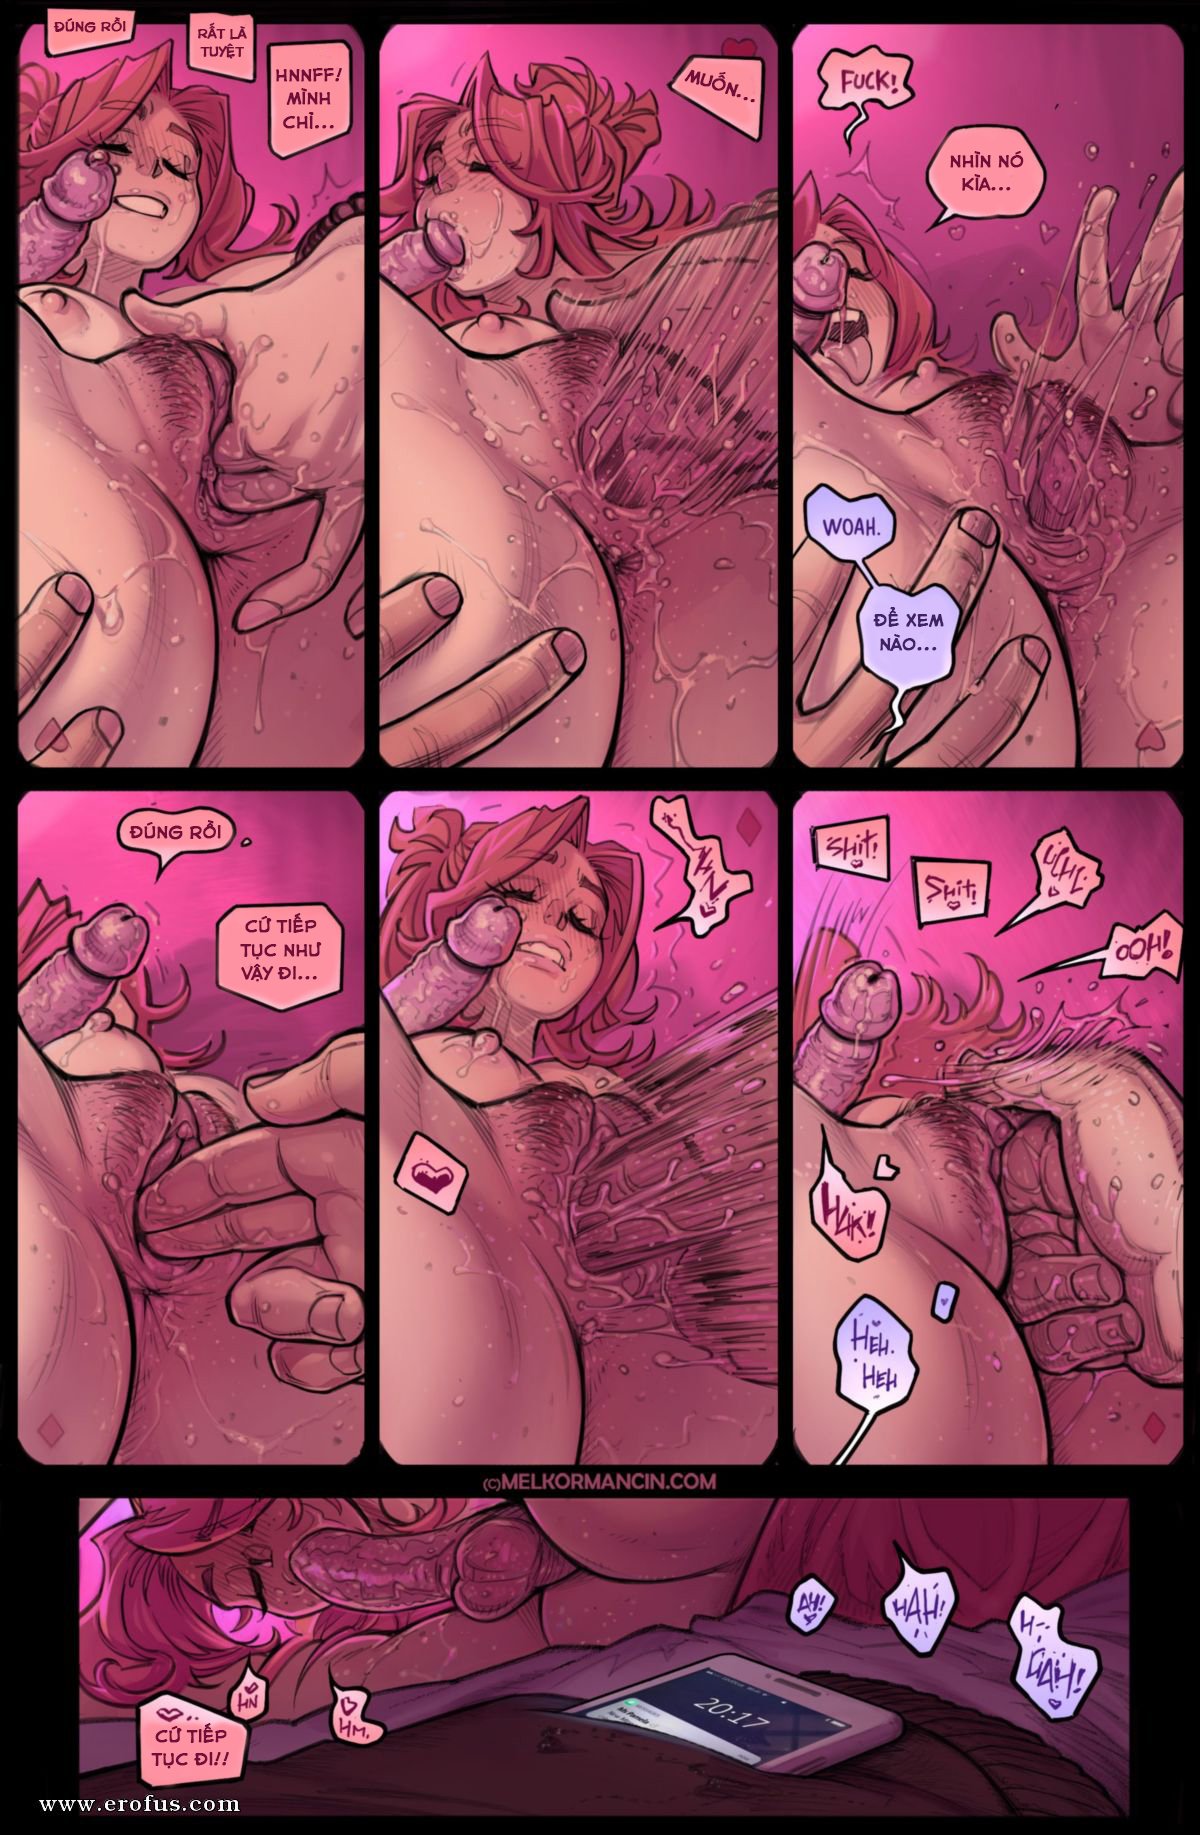 ĐÚNG RỒI
RẤT LÀ
TUYỆT
HNNFF!
MÌNH
CHỈ...
MUỐN...
FUCK!
NHÌN NÓ
KÌA...
WOAH.
ĐỂ XEM
NÀO...
ĐÚNG RỒI
CỨ TIẾP
TỤC NHƯ
VẬY ĐI...
SHIT!
SHIT!
OOH!
HAK!
HEH.
HEH
(C)MELKORMANCIN.COM
AH!
HAH!
GAH!
20:17
HN
HM.
CỨ TIẾP
TỤC ĐI!!
www.erofus.com